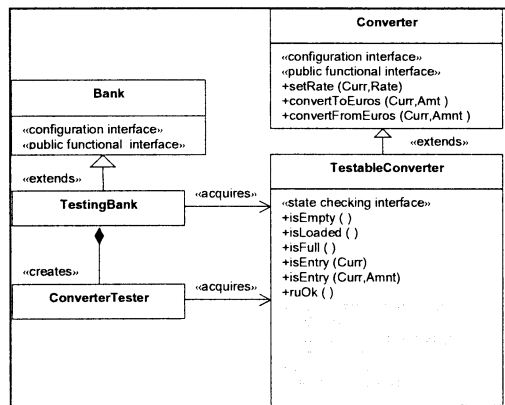 Converter
«configuration interface»
«public functional interface»
+setRate (Curr,Rate)
+convertToEuros (Curr,Amt )
+convertFromEuros (Curr,Amnt )
Bank
«configuration interface»
«public functional interface»
«extends»
«extends»
TestingBank
«acquires»
TestableConverter
«state checking interface»
+isEmpty ( )
+isLoaded ( )
+isFull ( )
+isEntry (Curr)
+isEntry (Curr,Amnt)
+ruOk ( )
«creates»
«acquires»
ConverterTester